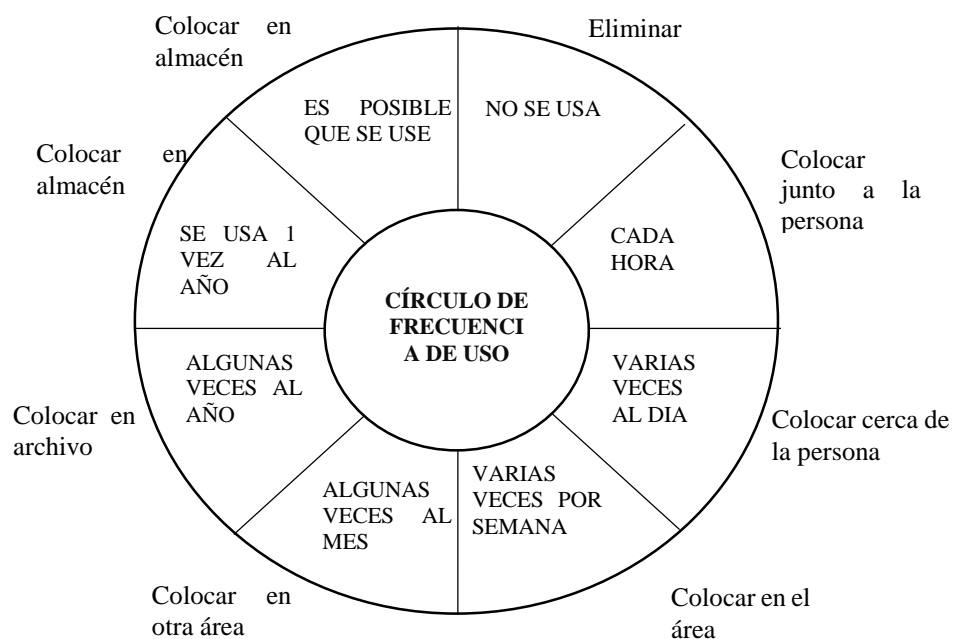 Colocar en
almacén
Eliminar
ES POSIBLE
QUE SE USE
NO SE USA
Colocar en
almacén
Colocar
junto a la
persona
SE USA 1
VEZ AL
AÑO
CADA
HORA
CÍRCULO DE
FRECUENCI
A DE USO
ALGUNAS
VECES AL
AÑO
VARIAS
VECES
AL DIA
Colocar en
archivo
Colocar cerca de
la persona
ALGUNAS
VECES AL
MES
VARIAS
VECES POR
SEMANA
Colocar en
otra área
Colocar en el
área